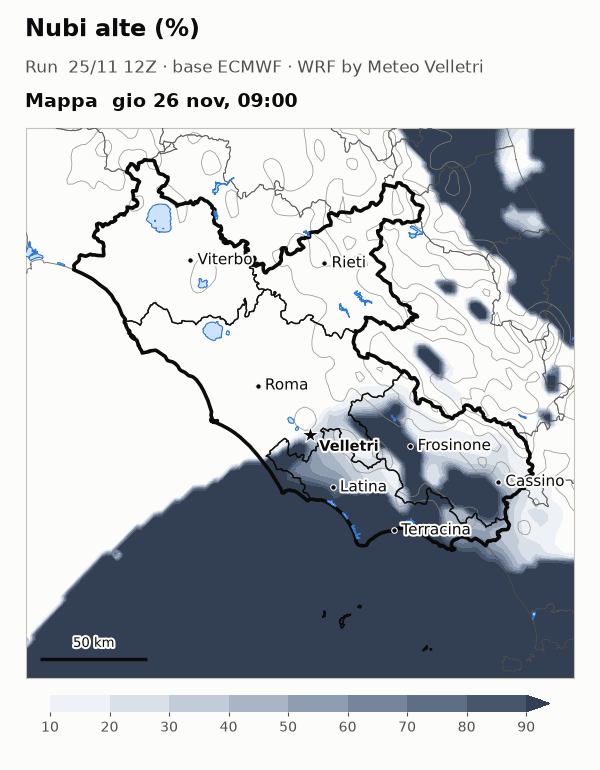 Nubi alte (%)
Run  25/11 12Z · base ECMWF · WRF by Meteo Velletri
Mappa  gio 26 nov, 09:00
Viterbo
Rieti
Roma
Velletri
Frosinone
Latina
Cassino
Terracina
50 km
10 20 30 40 50 60 70 80 90